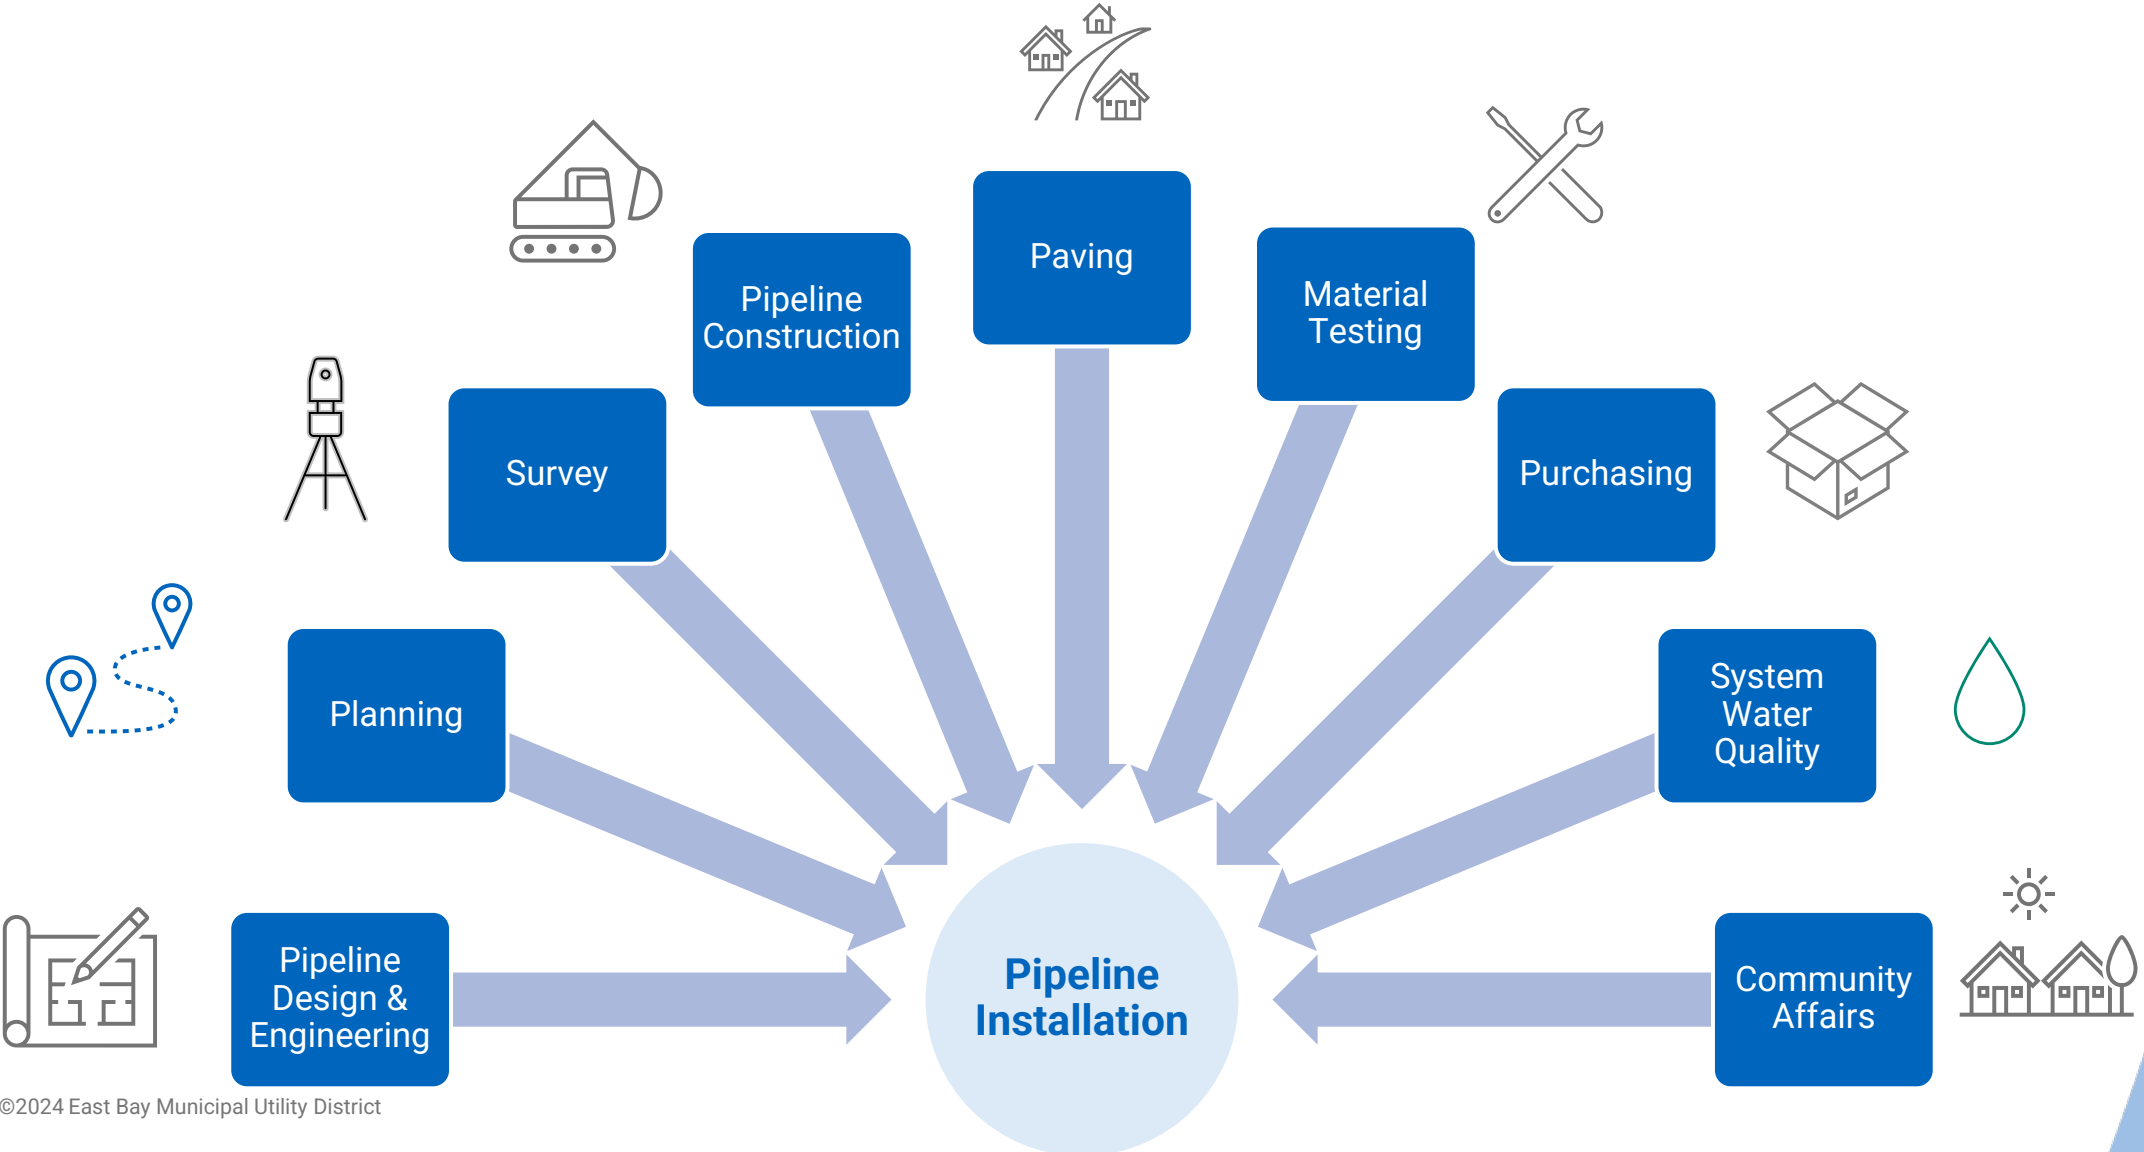 Paving
Pipeline
Construction
Material
Testing
Survey
Purchasing
Planning
System
Water
Quality
Pipeline
Design &
Engineering
Pipeline
Installation
Community
Affairs
©2024 East Bay Municipal Utility District